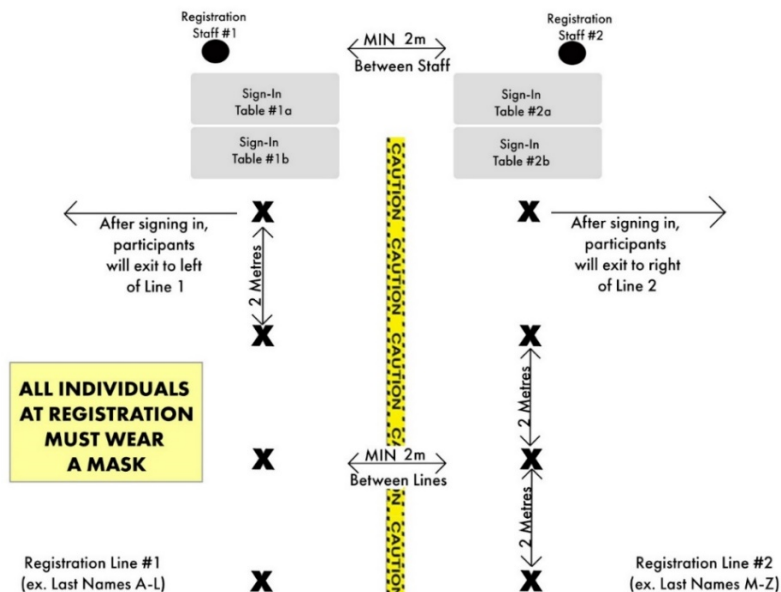 Registration
Staff #1
Registration
Staff #2
MIN 2m
Between Staff
Sign-In
Table #1a
Sign-In
Table #2a
Sign-In
Table #1b
Sign-In
Table #2b
CAUTION CAUTION CAUTION CAUTION CA
X
X
After signing in,
participants
will exit to left
of Line 1
After signing in,
participants
will exit to right
of Line 2
2 Metres
X
X
2 Metres
ALL INDIVIDUALS
AT REGISTRATION
MUST WEAR
A MASK
X
MIN 2m
Between Lines
X
N CAUTION
2 Metres
Registration Line #1
(ex. Last Names A-L)
X
X
Registration Line #2
(ex. Last Names M-Z)